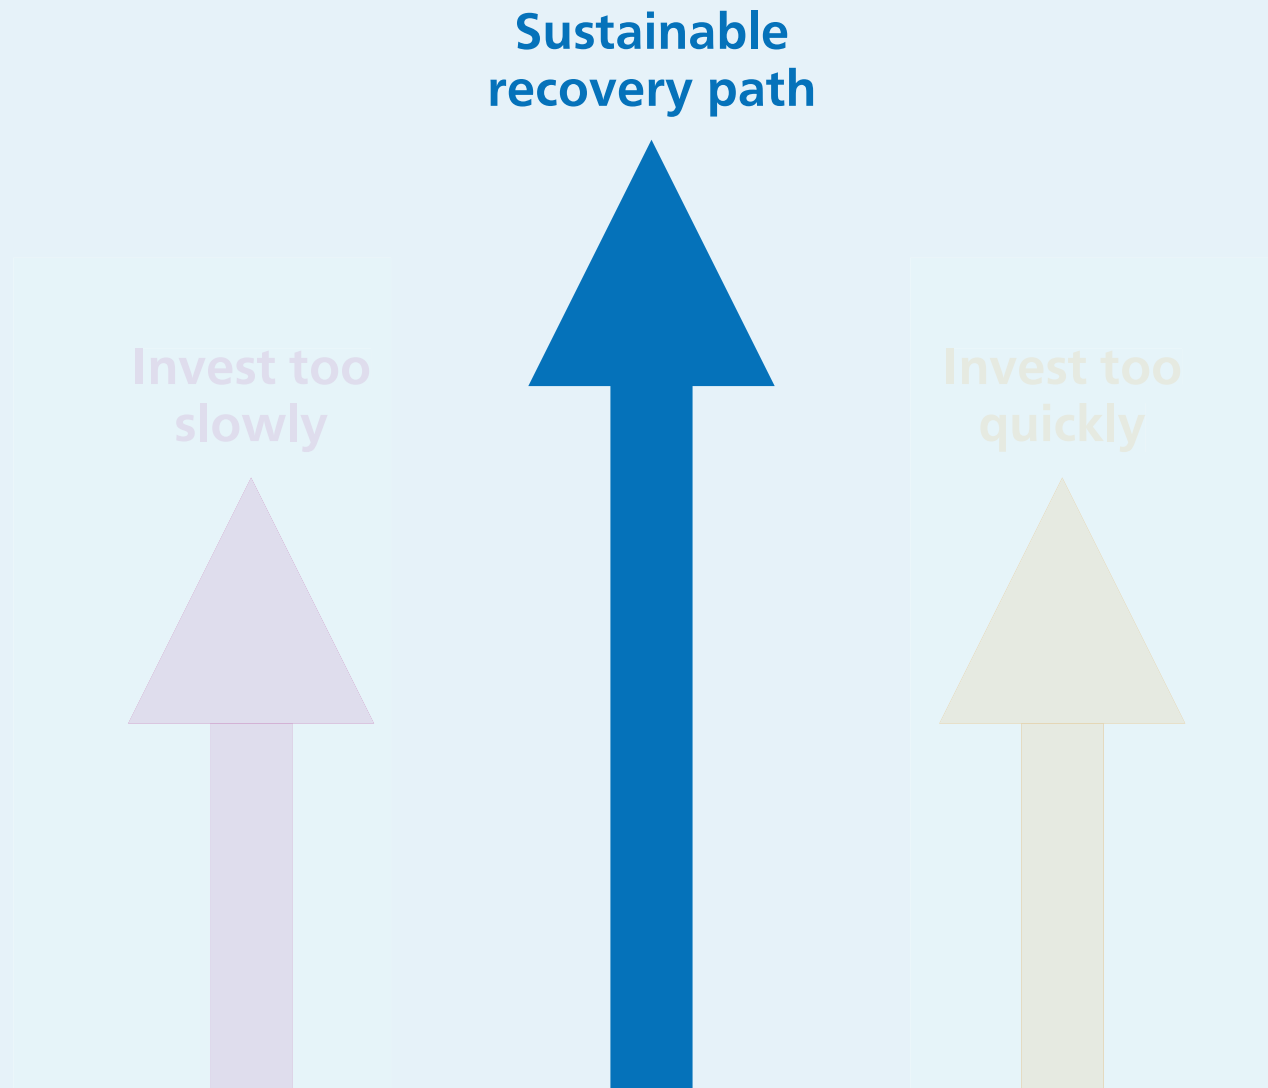 Sustainable
recovery path
Invest too
slowly
Invest too
quickly